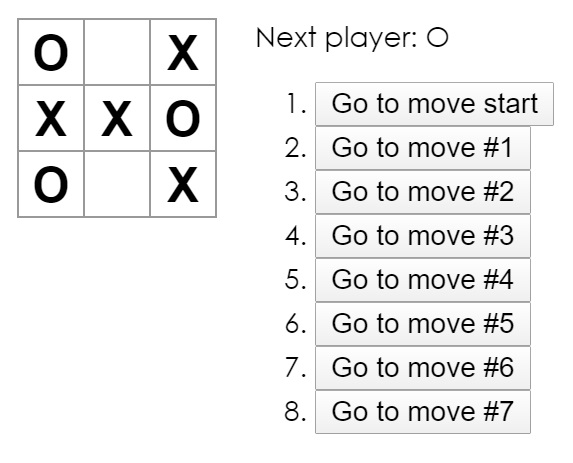 O X
X X O
O X
Next player: O
1. Go to move start
2. Go to move #1
3. Go to move #2
4. Go to move #3
5. Go to move #4
6. Go to move #5
7. Go to move #6
8. Go to move #7